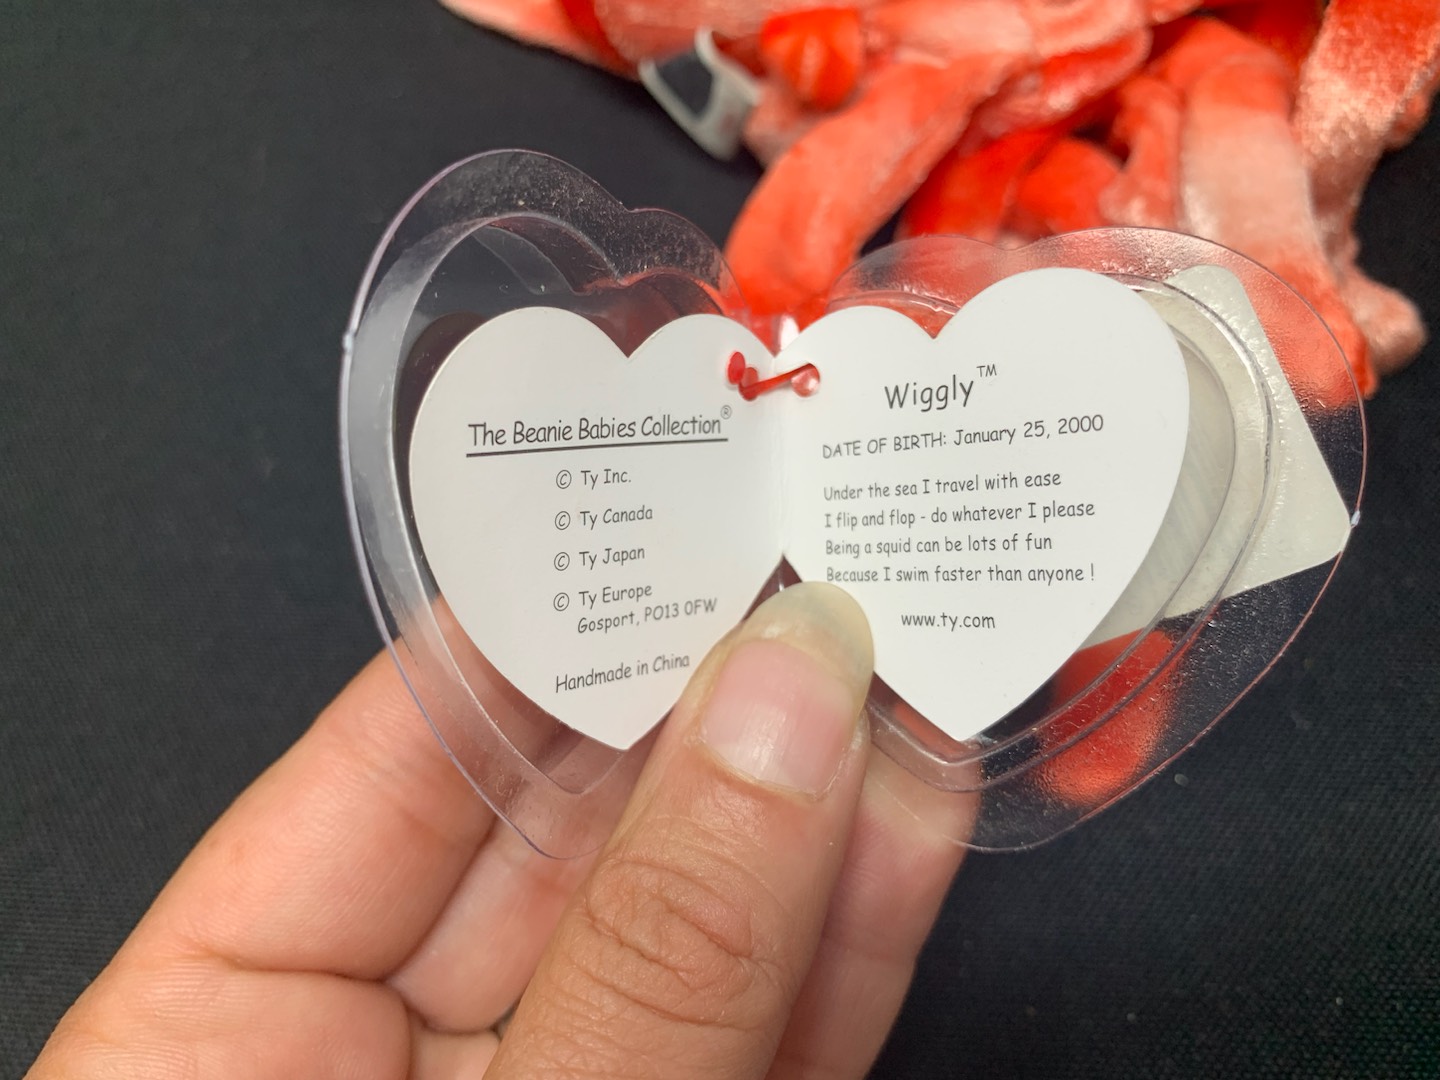 The Beanie Babies Collection®
© Ty Inc.
© Ty Canada
© Ty Japan
© Ty Europe
Gosport, PO13 0FW
Handmade in China
Wiggly™
DATE OF BIRTH: January 25, 2000
Under the sea I travel with ease
I flip and flop - do whatever I please
Being a squid can be lots of fun
Because I swim faster than anyone !
www.ty.com